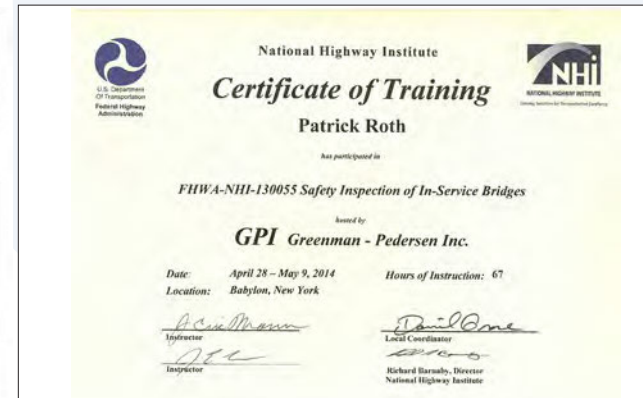 National Highway Institute
U.S. Department
Of Transportation
Federal Highway
Administration
NHI
NATIONAL HIGHWAY INSTITUTE
Certificate of Training
Patrick Roth
has participated in
FHWA-NHI-130055 Safety Inspection of In-Service Bridges
hosted by
GPI Greenman - Pedersen Inc.
Date: April 28 – May 9, 2014 Hours of Instruction: 67
Location: Babylon, New York
Instructor
Local Coordinator
Instructor
Richard Barnaby, Director
National Highway Institute